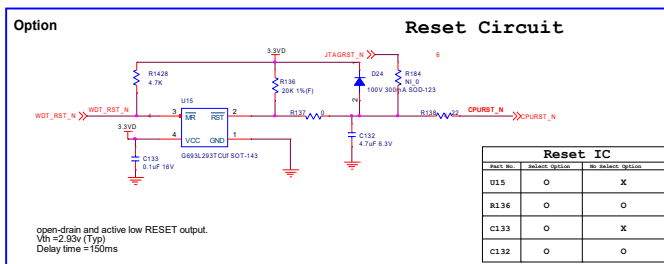 Option
Reset Circuit
3.3VD
JTAGRST_N
6
R1428
4.7K
R136
20K 1%(F)
D24
100V 300mA SOD-123
R184
NI_0
U15
WDT_RST_N
WDT_RST_N
4
3
MR
RST
2
R137
0
2
R138
22
CPURST_N
CPURST_N
3.3VD
4
VCC
GND
1
C133
0.1uF 16V
G693L293TCUf SOT-143
C132
4.7uF 6.3V
Reset IC
Part No. Select Option No Select Option
U15 O X
R136 O O
C133 O X
C132 O O
open-drain and active low RESET output.
Vth =2.93v (Typ)
Delay time =150ms